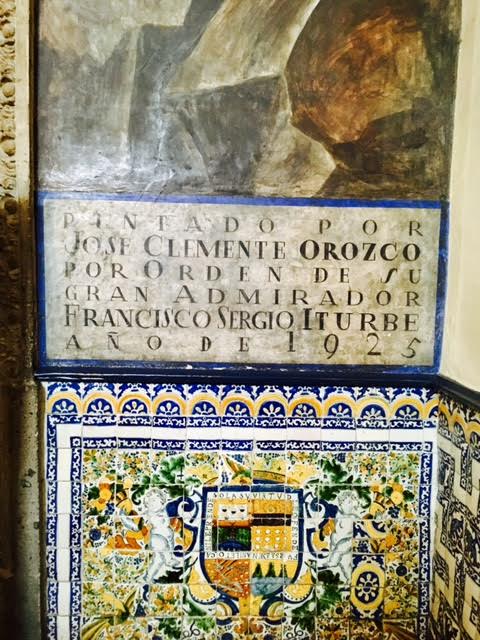 PINTADO POR
JOSE CLEMENTE OROZCO
POR ORDEN DE SU
GRAN ADMIRADOR
FRANCISCO SERGIO ITURBE
AÑO DE 1925